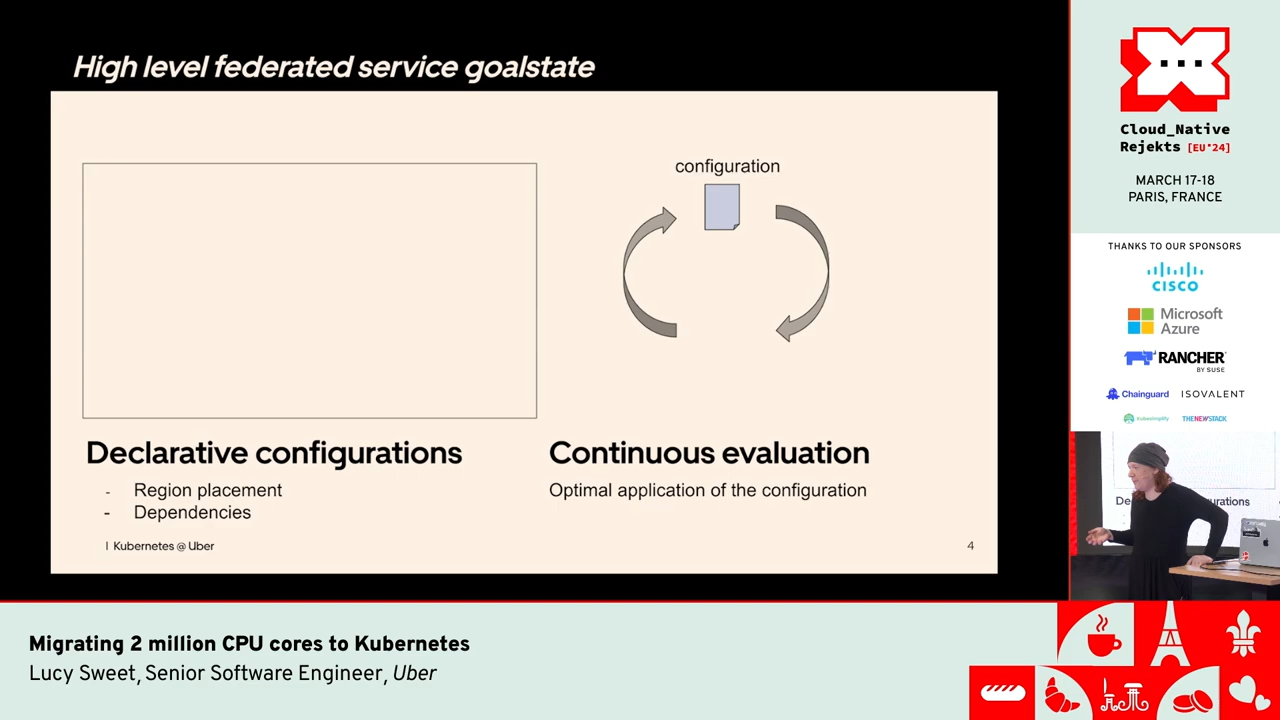 High level federated service goalstate
configuration
Declarative configurations
- Region placement
- Dependencies
Continuous evaluation
Optimal application of the configuration
| Kubernetes @ Uber
4
Cloud_Native
Rejekts [EU'24]
MARCH 17-18
PARIS, FRANCE
THANKS TO OUR SPONSORS
CISCO
Microsoft
Azure
RANCHER
BY SUSE
Chainguard
ISOVALENT
Kubesimplify
THENEWSTACK
Migrating 2 million CPU cores to Kubernetes
Lucy Sweet, Senior Software Engineer, Uber